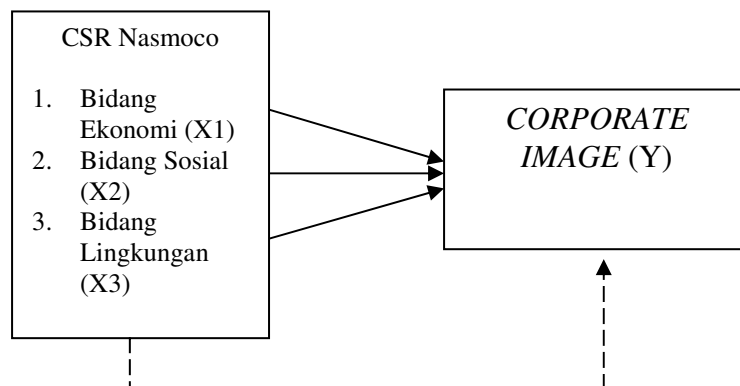 CSR Nasmoco
1. Bidang
Ekonomi (X1)
2. Bidang Sosial
(X2)
3. Bidang
Lingkungan
(X3)
CORPORATE
IMAGE (Y)